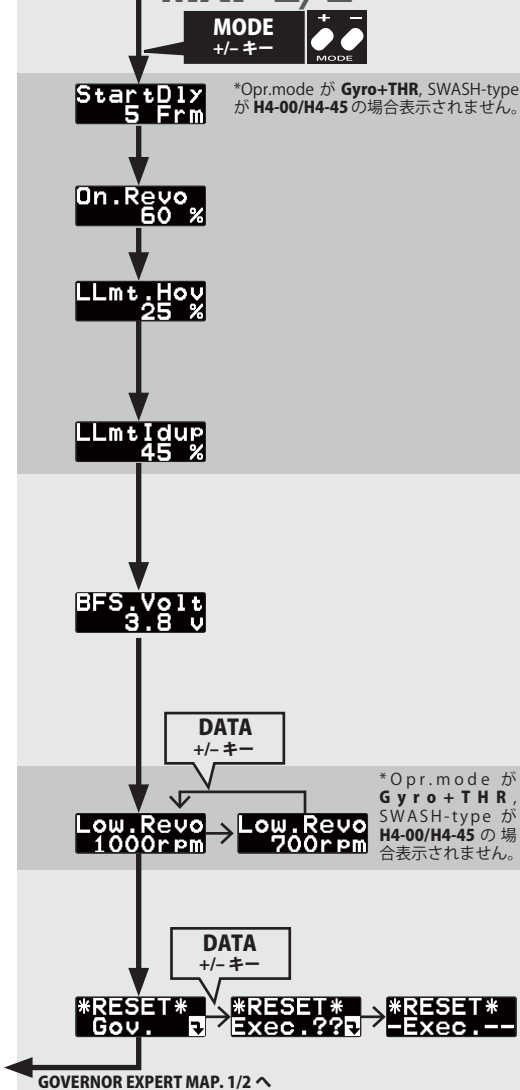 MODE
+/– キー
+ –
MODE
StartDly
5 Frm
*Opr.mode が Gyro+THR, SWASH-type
が H4-00/H4-45 の場合表示されません。
On.Revo
60 %
LLmt.Hov
25 %
LLmtIdup
45 %
BFS.Volt
3.8 v
DATA
+/– キー
Low.Revo
1000rpm
Low.Revo
700rpm
*Opr.mode が
Gyro+THR,
SWASH-type が
H4-00/H4-45 の場
合表示されません。
DATA
+/– キー
*RESET*
Gov.
*RESET*
Exec.??
*RESET*
-Exec.--
GOVERNOR EXPERT MAP. 1/2 へ